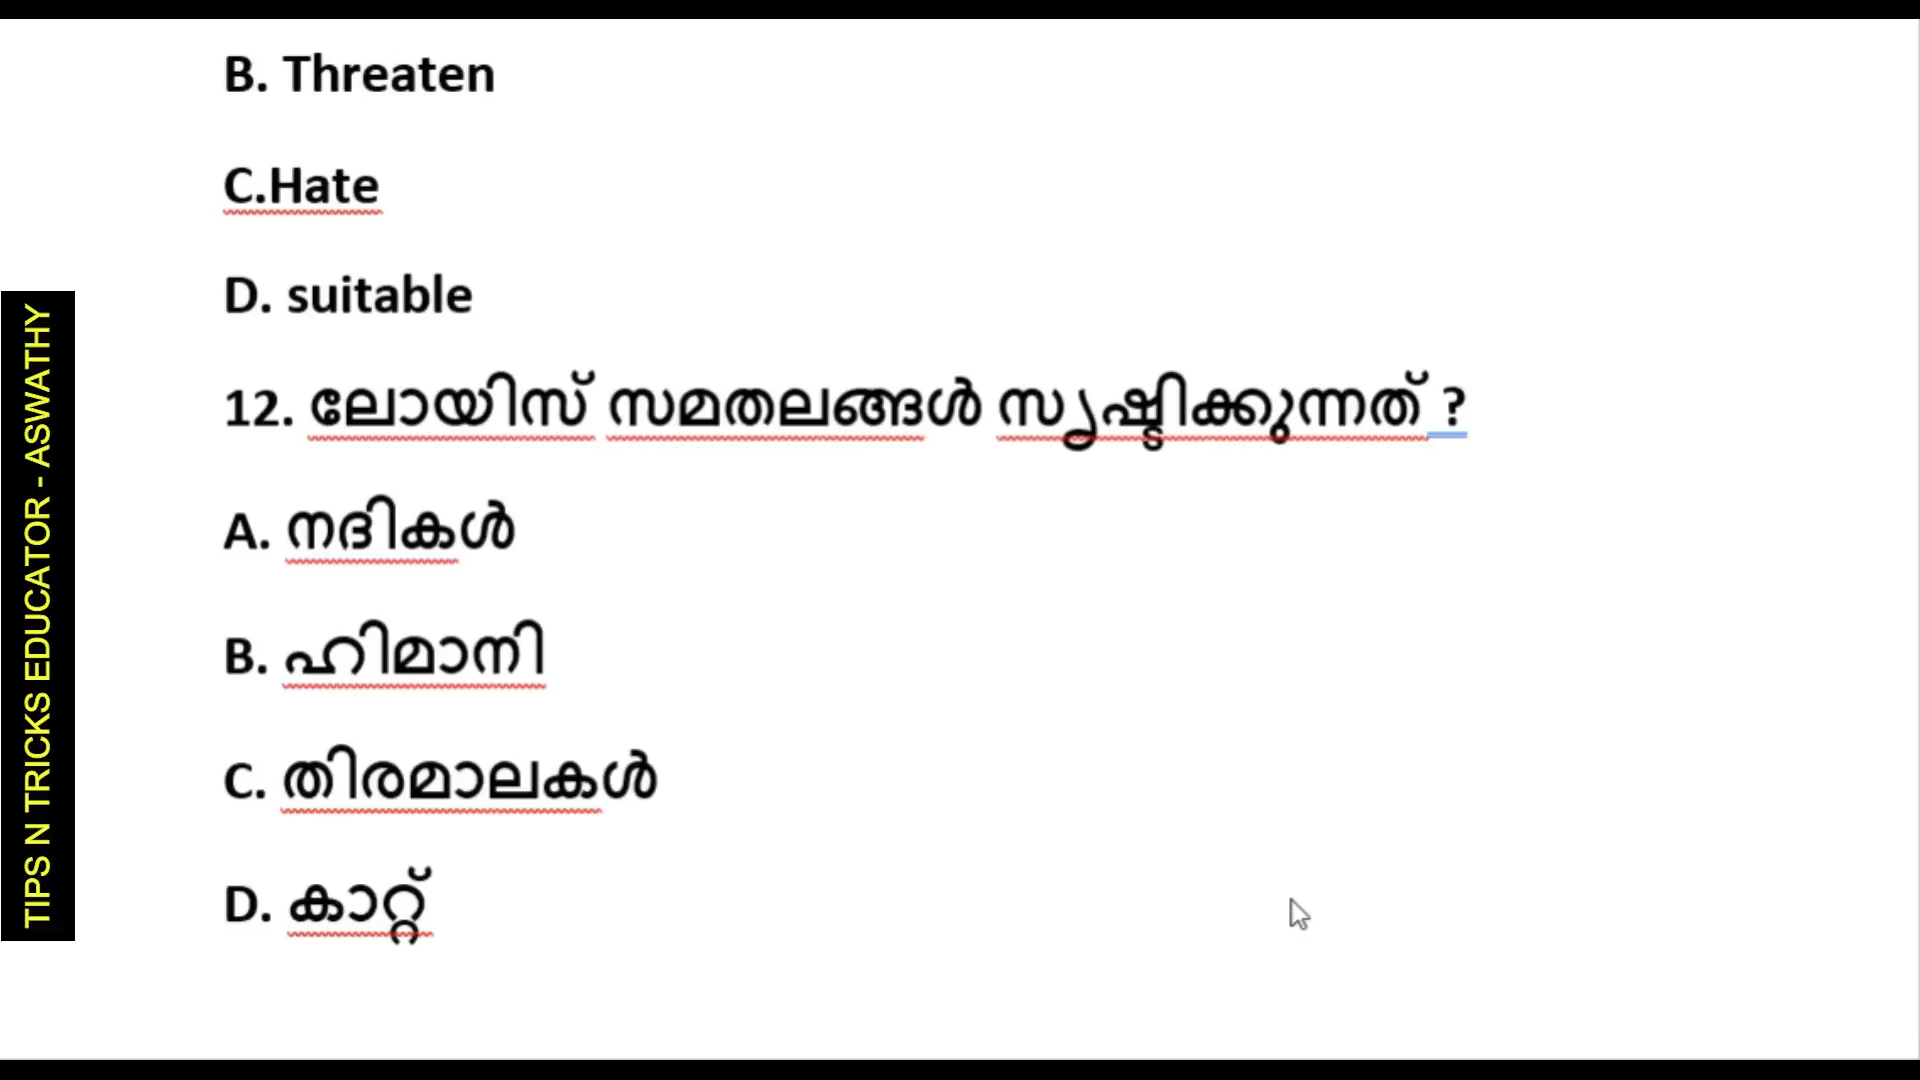 B. Threaten
C.Hate
D. suitable
12. ലോയിസ് സമതലങ്ങൾ സൃഷ്ടിക്കുന്നത് ?
A. നദികൾ
B. ഹിമാനി
C. തിരമാലകൾ
D. കാറ്റ്
TIPS N TRICKS EDUCATOR - ASWATHY